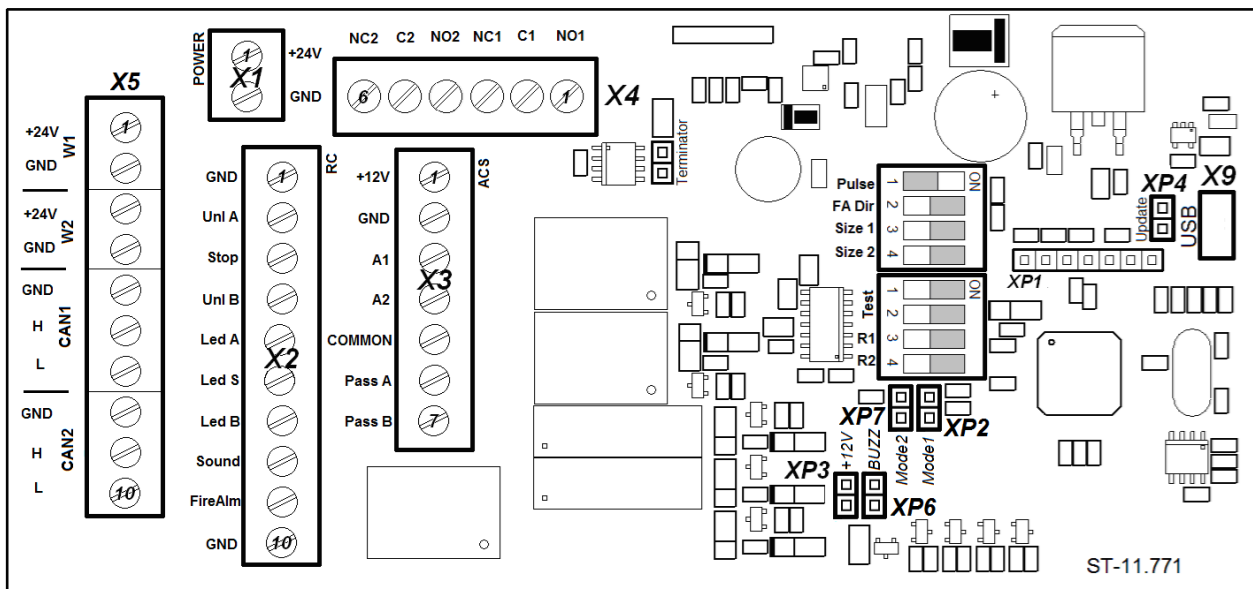 X5
1
+24V
GND
W1
+24V
GND
W2
GND
H
L
CAN1
GND
H
L
CAN2
10
POWER
1
X1
+24V
GND
NC2 C2 NO2 NC1 C1 NO1
6 1
X4
RC
GND 1
Unl A
Stop
Unl B
Led A
X2
Led S
Led B
Sound
FireAlm
GND 10
ACS
+12V 1
GND
A1
X3
A2
COMMON
Pass A
Pass B 7
Terminator
+
Pulse 1 ON
FA Dir 2
Size 1 3
Size 2 4
Test
1 ON
2
R1 3
R2 4
XP7
XP2
Mode2
Mode1
XP3
+12V
BUZZ
XP6
XP1
Update
XP4
USB
X9
ST-11.771